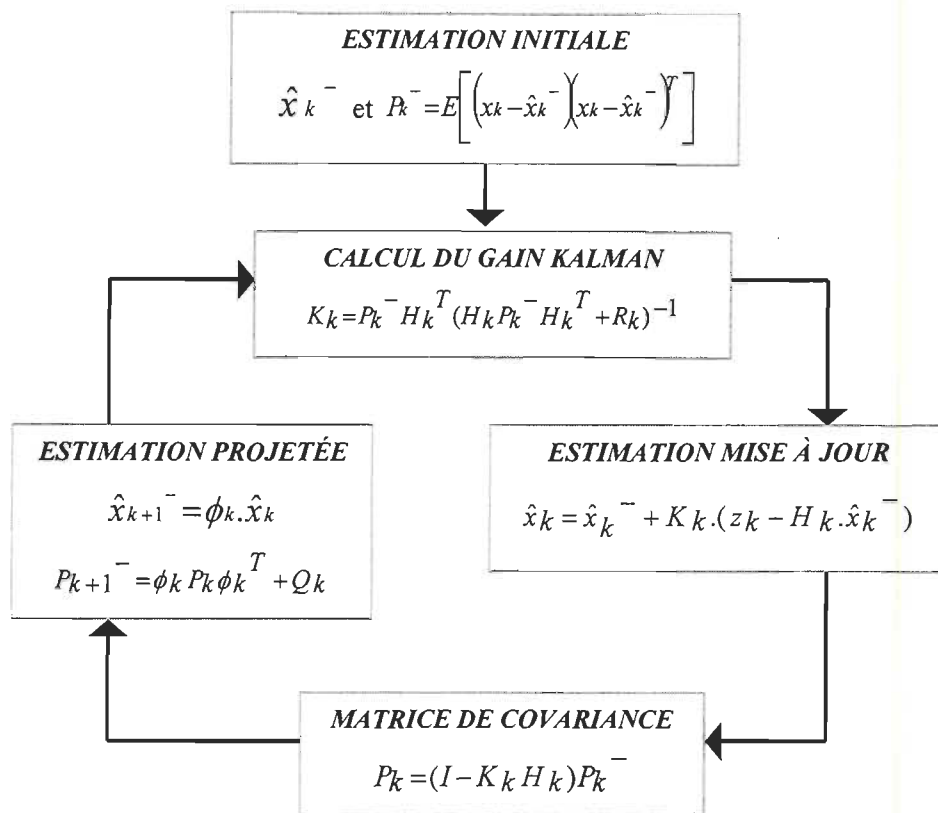 ESTIMATION INITIALE
x̂ₖ⁻ et Pₖ⁻=E[(xₖ−x̂ₖ⁻)(xₖ−x̂ₖ⁻)ᵀ]
CALCUL DU GAIN KALMAN
Kₖ=Pₖ⁻Hₖᵀ(HₖPₖ⁻Hₖᵀ+Rₖ)⁻¹
ESTIMATION PROJETÉE
x̂ₖ₊₁⁻=ϕₖ.x̂ₖ
Pₖ₊₁⁻=ϕₖPₖϕₖᵀ+Qₖ
ESTIMATION MISE À JOUR
x̂ₖ=x̂ₖ⁻+Kₖ.(zₖ−Hₖ.x̂ₖ⁻)
MATRICE DE COVARIANCE
Pₖ=(I−KₖHₖ)Pₖ⁻